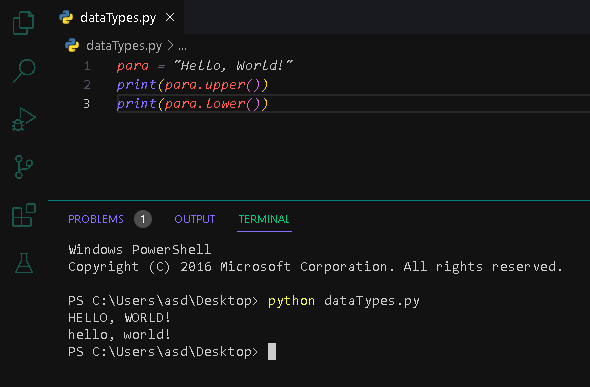 dataTypes.py ×
dataTypes.py > ...
1 para = "Hello, World!"
2 print(para.upper())
3 print(para.lower())
PROBLEMS 1 OUTPUT TERMINAL
Windows PowerShell
Copyright (C) 2016 Microsoft Corporation. All rights reserved.
PS C:\Users\asd\Desktop> python dataTypes.py
HELLO, WORLD!
hello, world!
PS C:\Users\asd\Desktop>